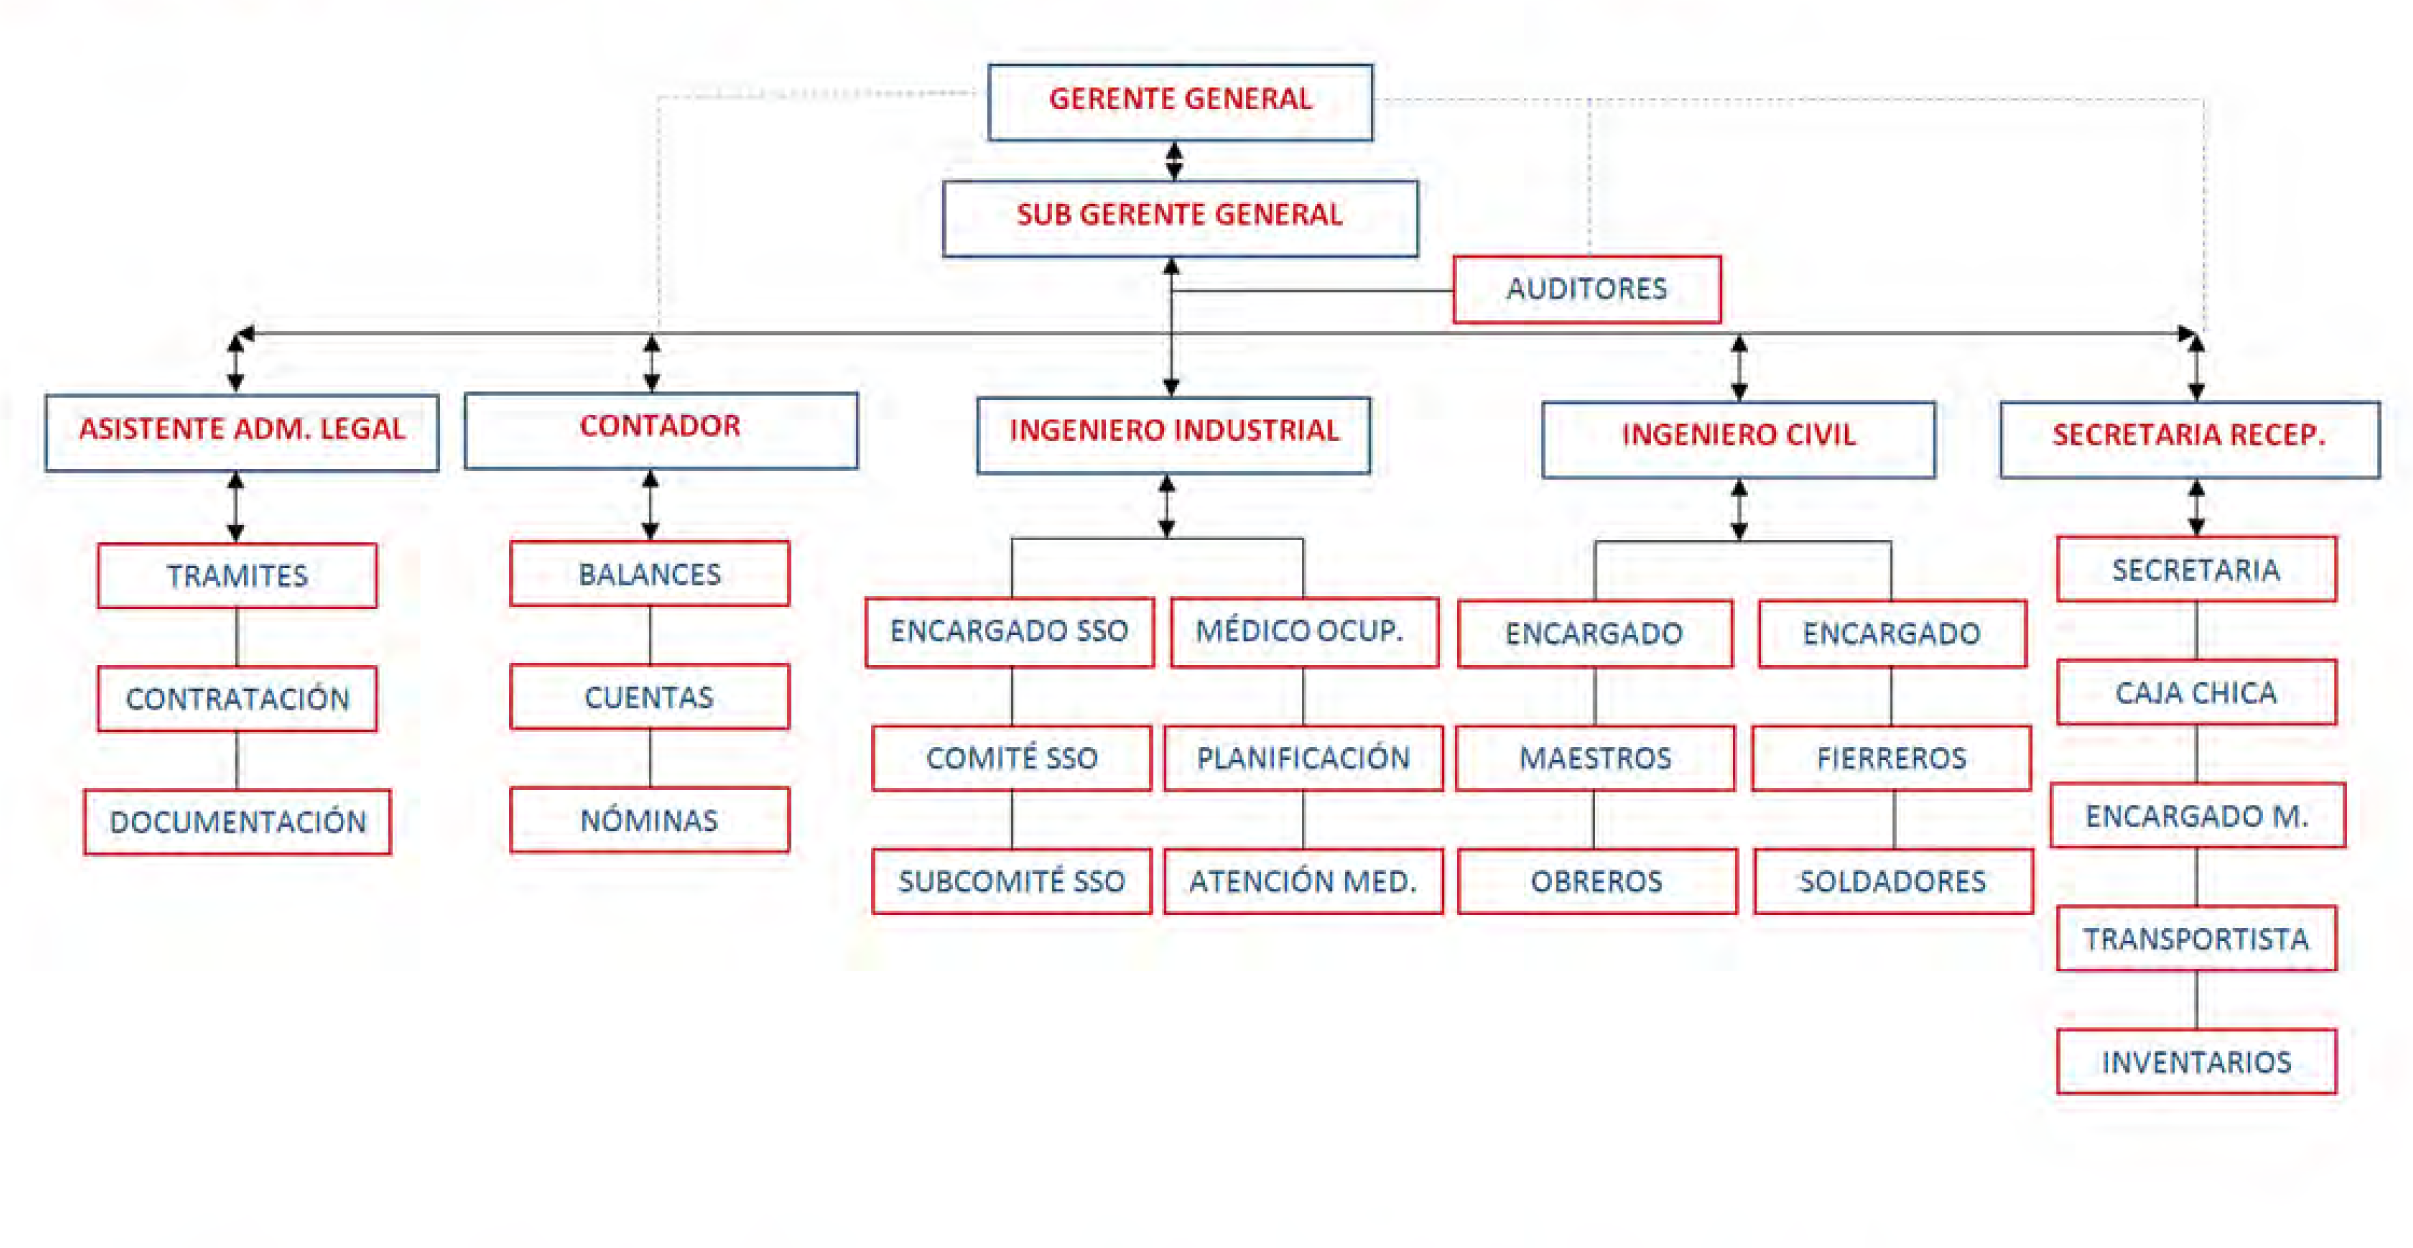 GERENTE GENERAL
SUB GERENTE GENERAL
AUDITORES
ASISTENTE ADM. LEGAL
CONTADOR
INGENIERO INDUSTRIAL
INGENIERO CIVIL
SECRETARIA RECEP.
TRAMITES
CONTRATACIÓN
DOCUMENTACIÓN
BALANCES
CUENTAS
NÓMINAS
ENCARGADO SSO
COMITÉ SSO
SUBCOMITÉ SSO
MÉDICO OCUP.
PLANIFICACIÓN
ATENCIÓN MED.
ENCARGADO
MAESTROS
OBREROS
ENCARGADO
FIERREROS
SOLDADORES
SECRETARIA
CAJA CHICA
ENCARGADO M.
TRANSPORTISTA
INVENTARIOS